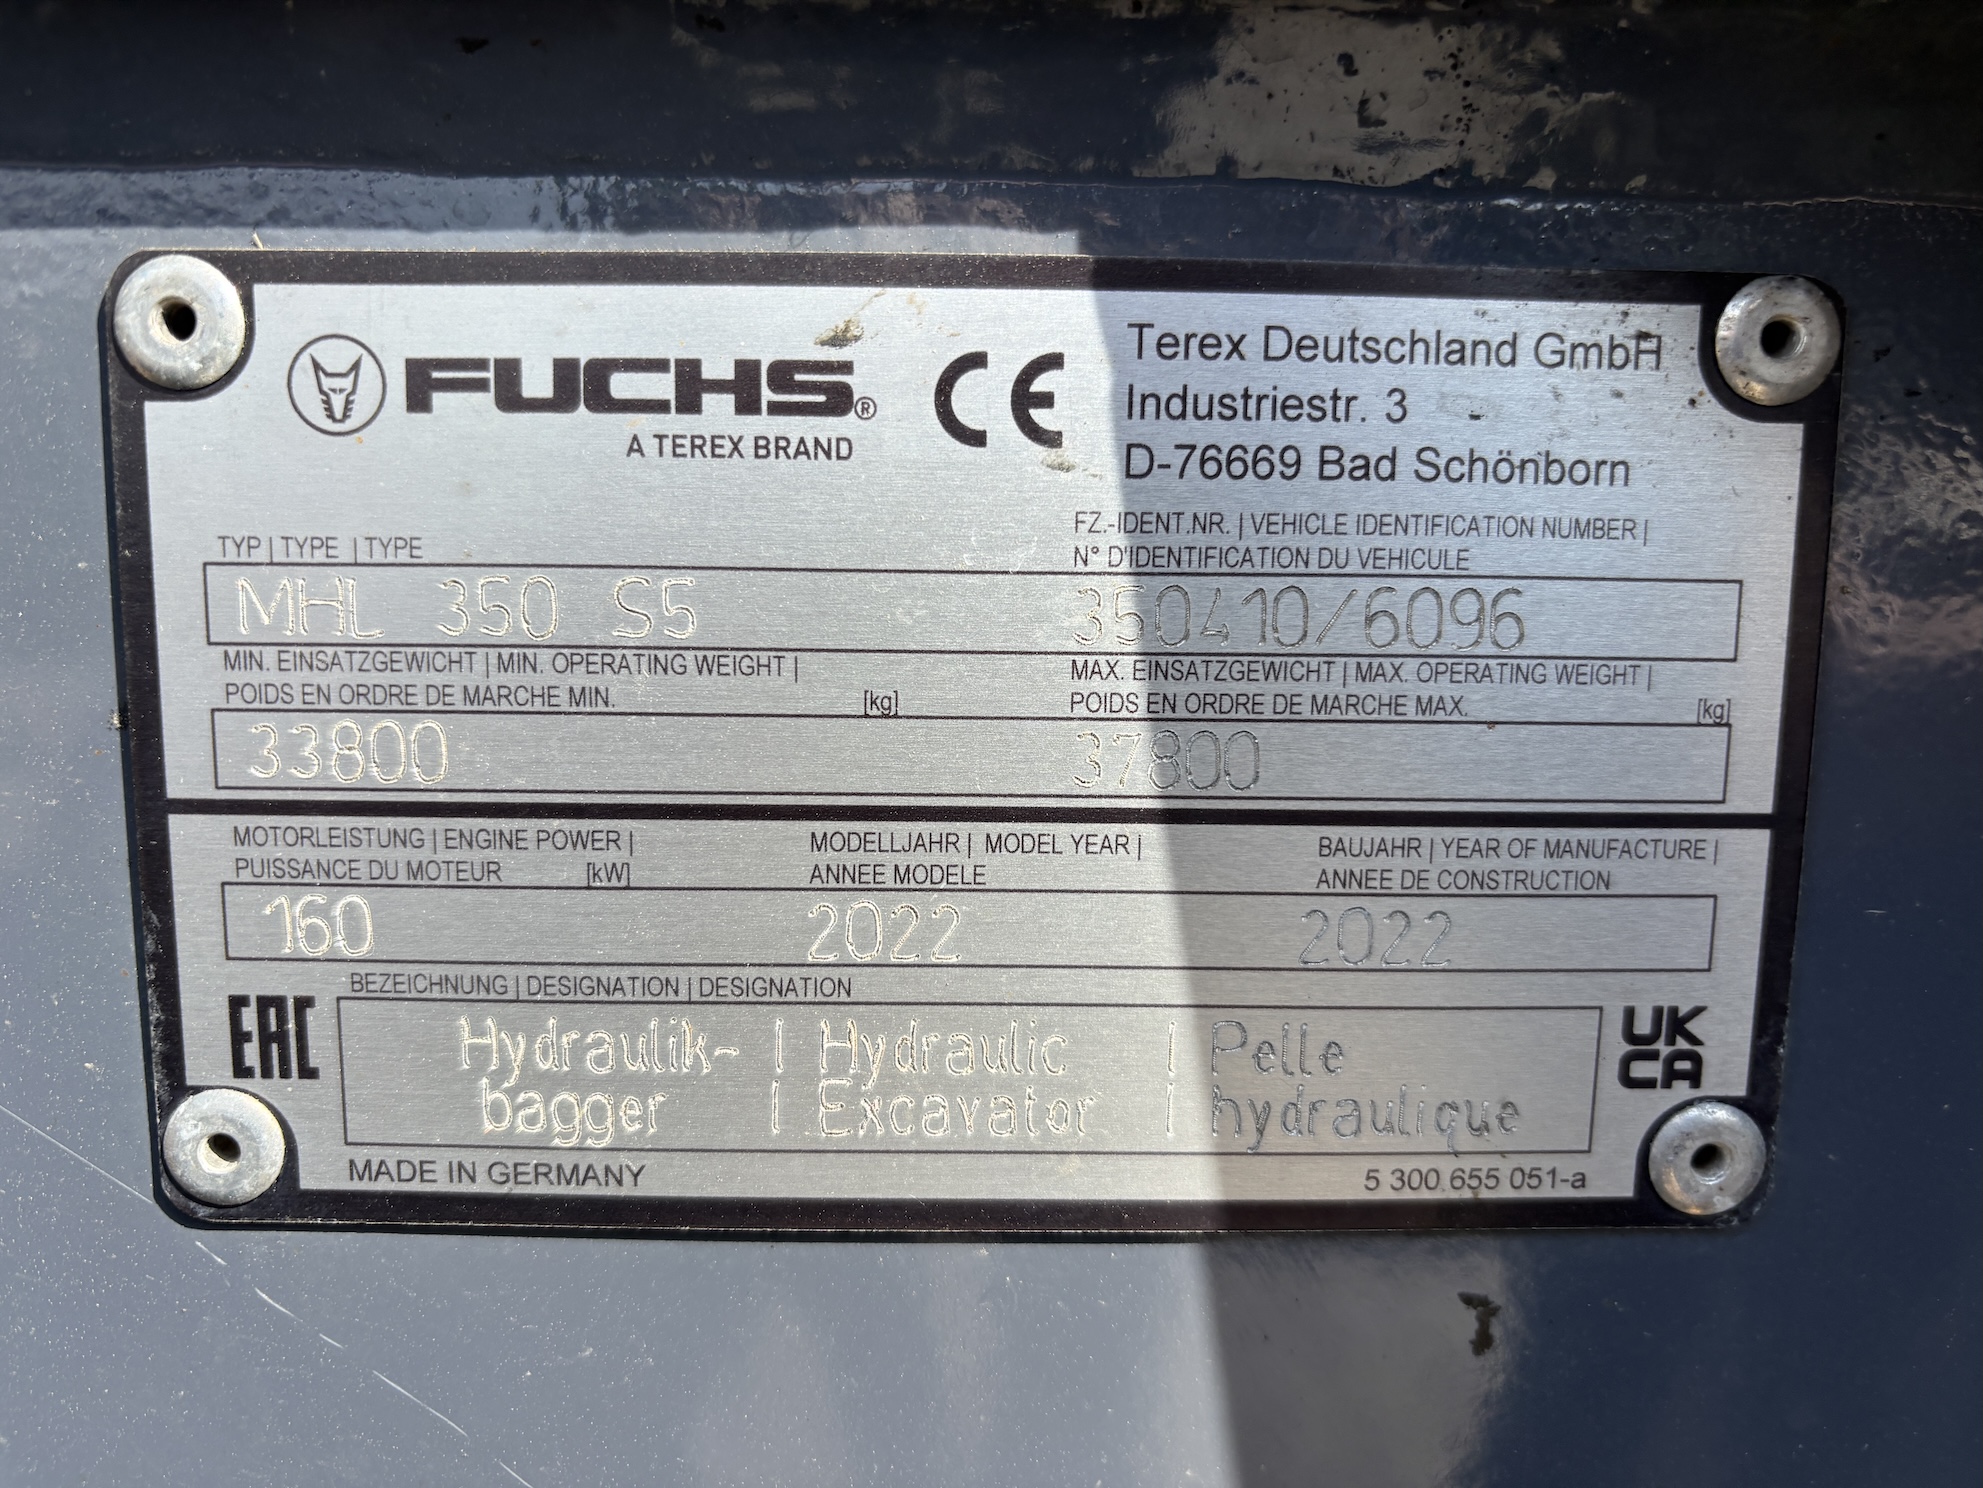 FUCHS®
A TEREX BRAND
CE
Terex Deutschland GmbH
Industriestr. 3
D-76669 Bad Schönborn
TYP | TYPE | TYPE
MHL 350 S5
FZ.-IDENT.NR. | VEHICLE IDENTIFICATION NUMBER |
N° D'IDENTIFICATION DU VEHICULE
350410/6096
MIN. EINSATZGEWICHT | MIN. OPERATING WEIGHT |
POIDS EN ORDRE DE MARCHE MIN. [kg]
33800
MAX. EINSATZGEWICHT | MAX. OPERATING WEIGHT |
POIDS EN ORDRE DE MARCHE MAX. [kg]
37800
MOTORLEISTUNG | ENGINE POWER |
PUISSANCE DU MOTEUR [kW]
160
MODELLJAHR | MODEL YEAR |
ANNEE MODELE
2022
BAUJAHR | YEAR OF MANUFACTURE |
ANNEE DE CONSTRUCTION
2022
BEZEICHNUNG | DESIGNATION | DESIGNATION
EAC
Hydraulik- | Hydraulic | Pelle
bagger | Excavator | hydraulique
UK
CA
MADE IN GERMANY
5 300 655 051-a